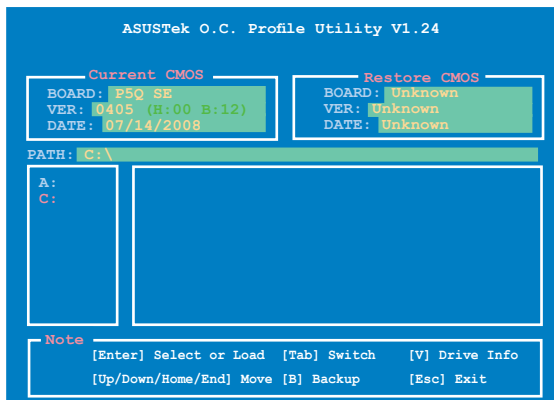 ASUSTek O.C. Profile Utility V1.24
Current CMOS
BOARD: P5Q SE
VER: 0405 (H:00 B:12)
DATE: 07/14/2008
Restore CMOS
BOARD: Unknown
VER: Unknown
DATE: Unknown
PATH: C:\
A:
C:
Note
[Enter] Select or Load [Tab] Switch [V] Drive Info
[Up/Down/Home/End] Move [B] Backup [Esc] Exit